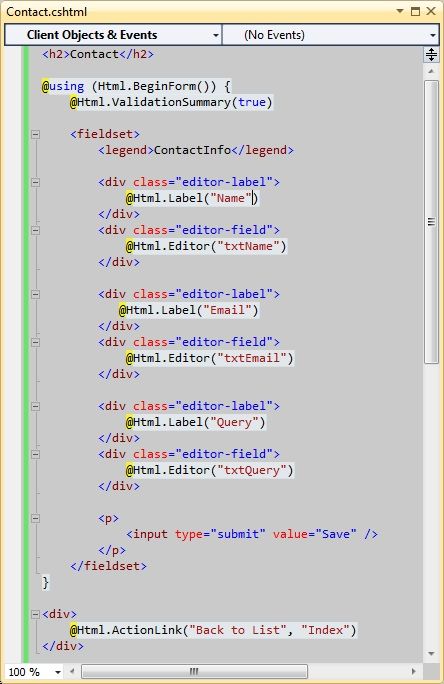 Contact.cshtml
Client Objects & Events (No Events)
<h2>Contact</h2>
@using (Html.BeginForm()) {
@Html.ValidationSummary(true)
<fieldset>
<legend>ContactInfo</legend>
<div class="editor-label">
@Html.Label("Name")
</div>
<div class="editor-field">
@Html.Editor("txtName")
</div>
<div class="editor-label">
@Html.Label("Email")
</div>
<div class="editor-field">
@Html.Editor("txtEmail")
</div>
<div class="editor-label">
@Html.Label("Query")
</div>
<div class="editor-field">
@Html.Editor("txtQuery")
</div>
<p>
<input type="submit" value="Save" />
</p>
</fieldset>
}
<div>
@Html.ActionLink("Back to List", "Index")
</div>
100 %